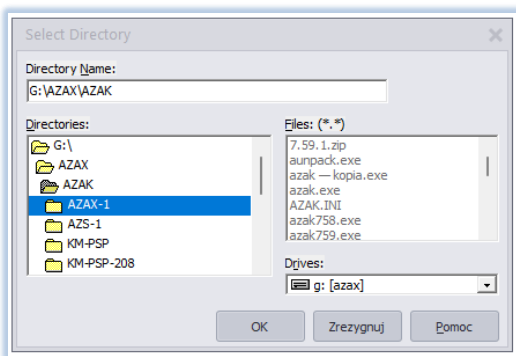 Select Directory
Directory Name:
G:\AZAX\AZAK
Directories:
G:\
AZAX
AZAK
AZAX-1
AZS-1
KM-PSP
KM-PSP-208
Files: (*.*)
7.59.1.zip
aunpack.exe
azak — kopia.exe
azak.exe
AZAK.INI
azak758.exe
azak759.exe
Drives:
g: [azax]
OK
Zrezygnuj
Pomoc